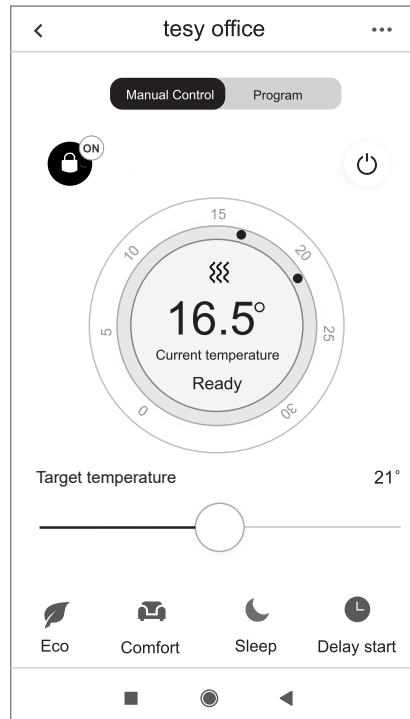 tesy office
Manual Control Program
ON
15
10 20
5 25
0 30
16.5°
Current temperature
Ready
Target temperature 21°
Eco Comfort Sleep Delay start